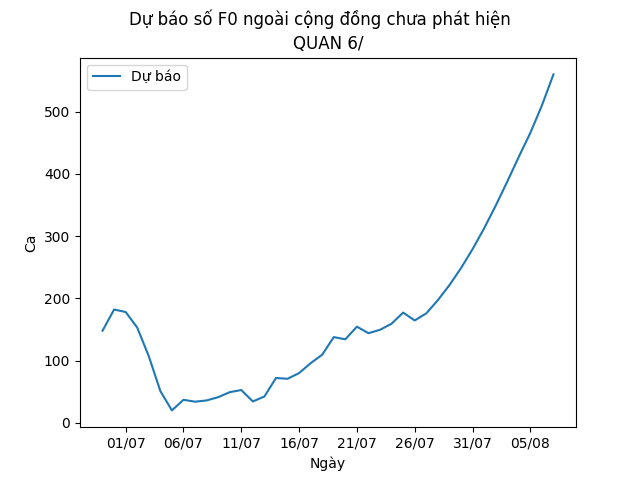 Dự báo số F0 ngoài cộng đồng chưa phát hiện
QUAN 6/
Dự báo
500
400
300
200
100
0
Ca
01/07 06/07 11/07 16/07 21/07 26/07 31/07 05/08
Ngày